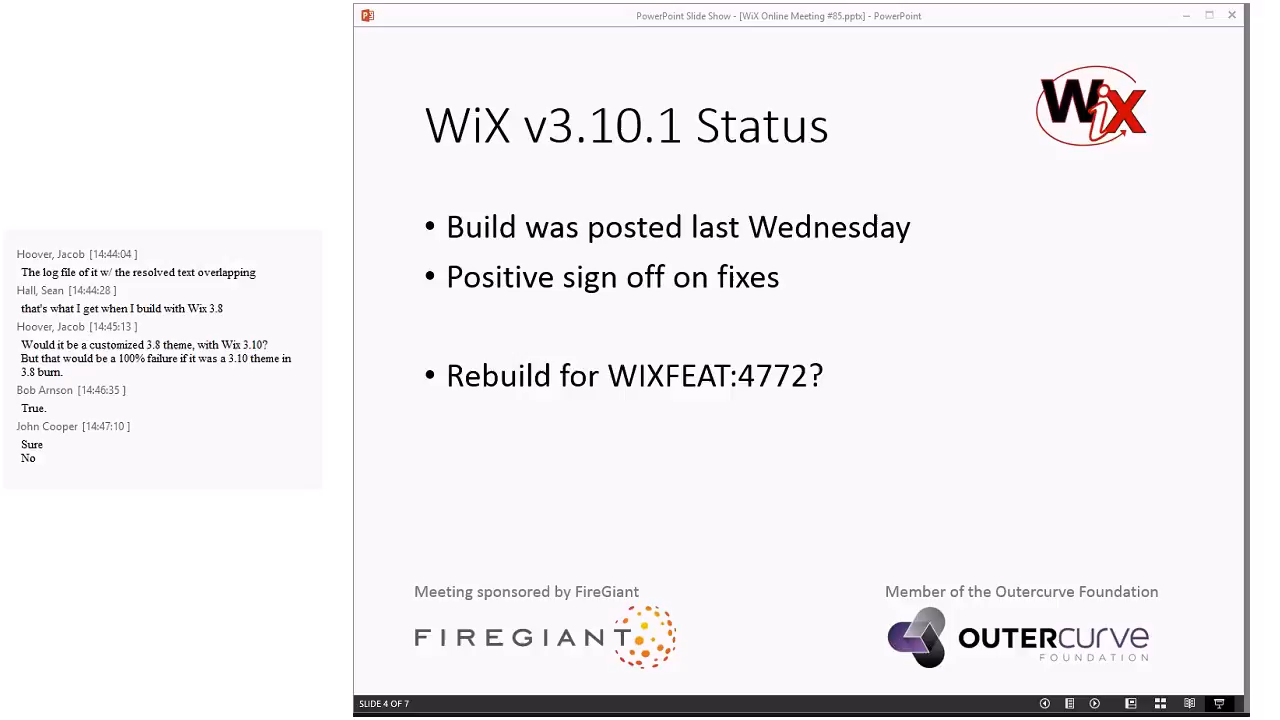 PowerPoint Slide Show - [WiX Online Meeting #85.pptx] - PowerPoint
Hoover, Jacob [14:44:04 ]
The log file of it w/ the resolved text overlapping
Hall, Sean [14:44:28 ]
that's what I get when I build with Wix 3.8
Hoover, Jacob [14:45:13 ]
Would it be a customized 3.8 theme, with Wix 3.10?
But that would be a 100% failure if it was a 3.10 theme in
3.8 burn.
Bob Arnson [14:46:35 ]
True.
John Cooper [14:47:10 ]
Sure
No
WiX v3.10.1 Status
WiX
• Build was posted last Wednesday
• Positive sign off on fixes
• Rebuild for WIXFEAT:4772?
Meeting sponsored by FireGiant
FIREGIANT
Member of the Outercurve Foundation
OUTERCURVE
FOUNDATION
SLIDE 4 OF 7